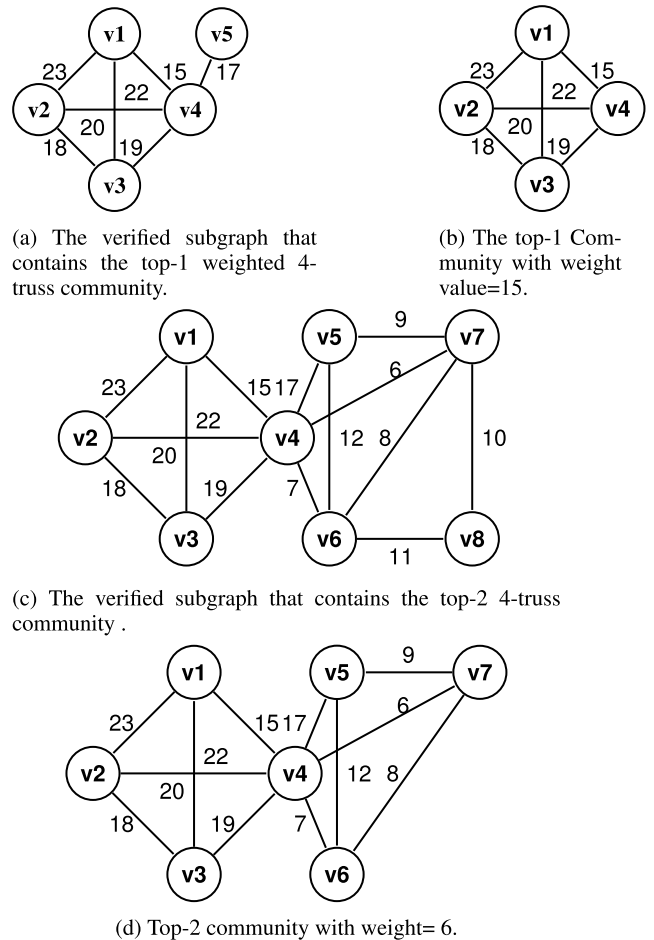 v1 v5
23 15 17
v2 22 v4
20
18 19
v3
(a) The verified subgraph that
contains the top-1 weighted 4-
truss community.
v1
23 15
v2 22 v4
20
18 19
v3
(b) The top-1 Com-
munity with weight
value=15.
v1 v5 9 v7
23 15 17 6
v2 22 v4 12 8 10
20
18 19 7
v3 v6 11 v8
(c) The verified subgraph that contains the top-2 4-truss
community .
v1 v5 9 v7
23 15 17 6
v2 22 v4 12 8
20
18 19 7
v3 v6
(d) Top-2 community with weight= 6.